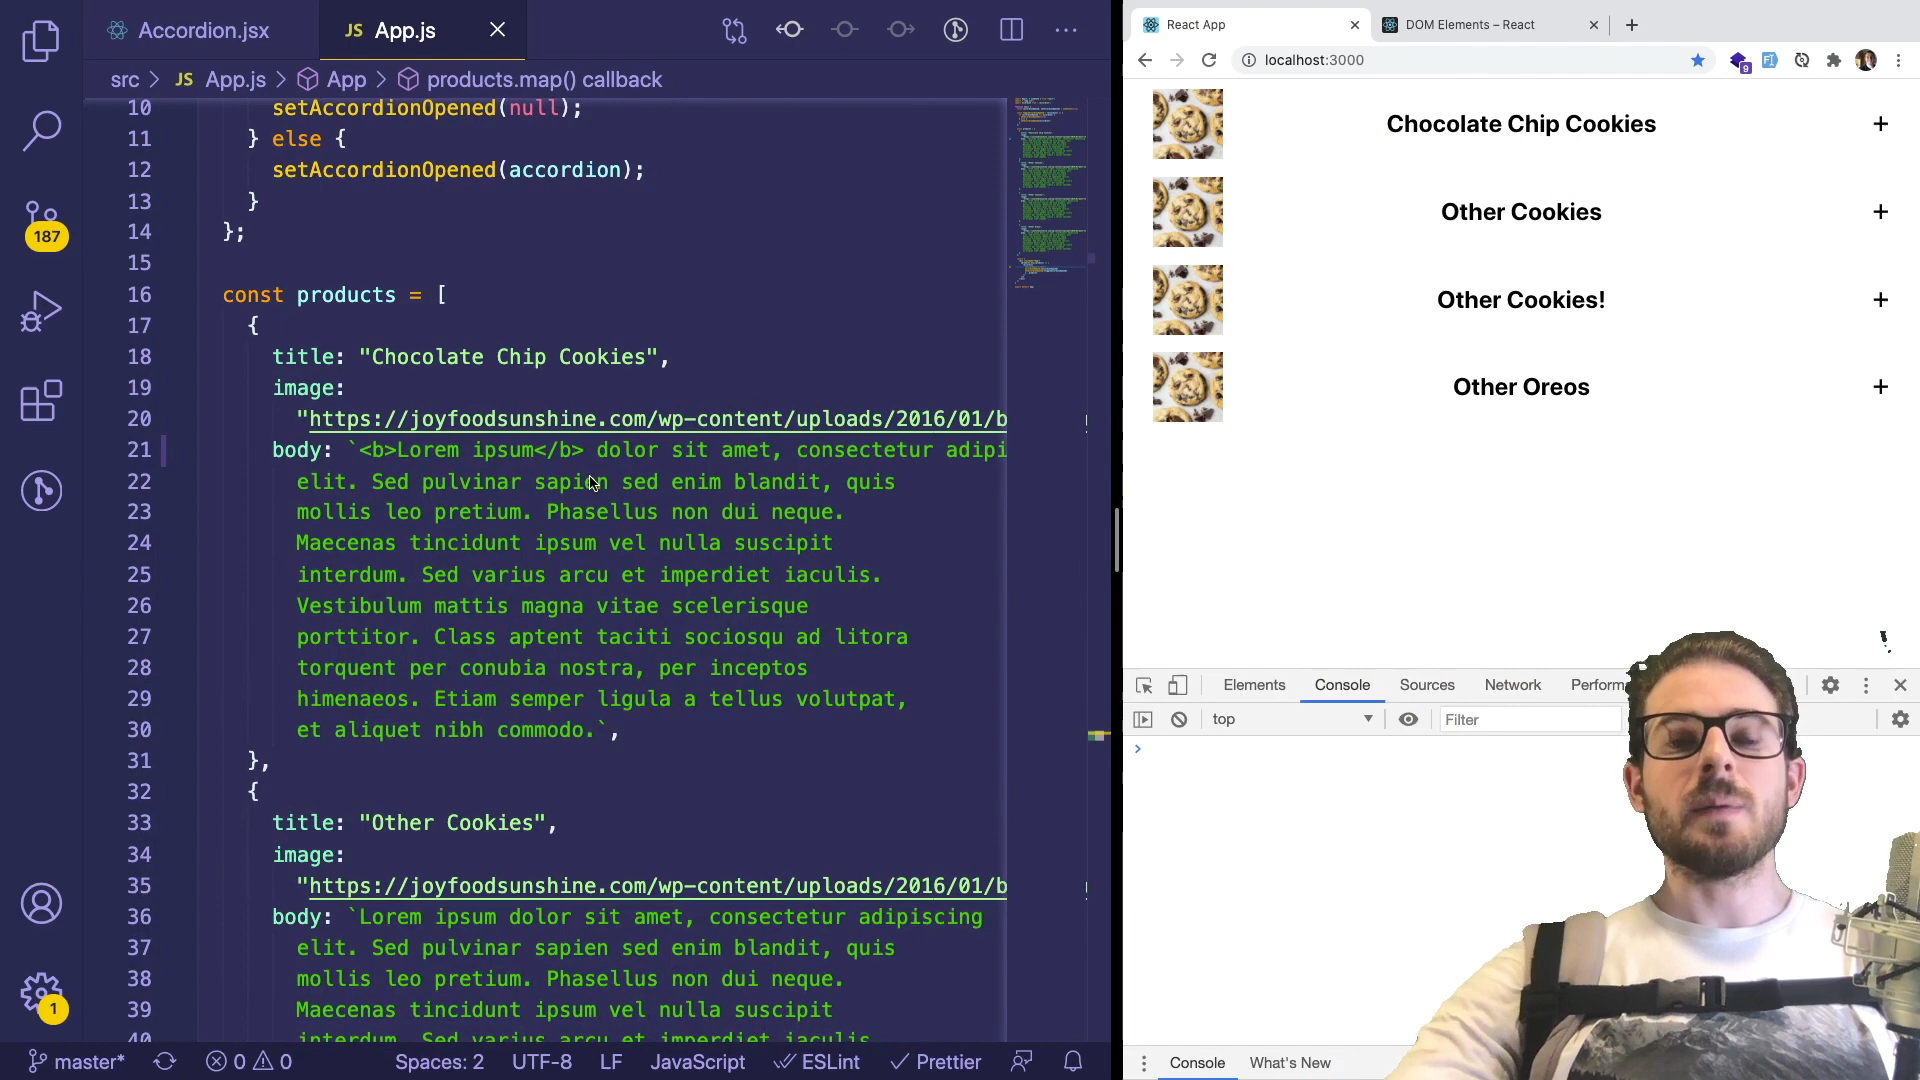 Accordion.jsx
JS App.js
src > JS App.js > App > products.map() callback
10 setAccordionOpened(null);
11 } else {
12 setAccordionOpened(accordion);
13 }
14 };
15
16 const products = [
17 {
18 title: "Chocolate Chip Cookies",
19 image:
20 "https://joyfoodsunshine.com/wp-content/uploads/2016/01/b
21 body: `<b>Lorem ipsum</b> dolor sit amet, consectetur adipi
22 elit. Sed pulvinar sapien sed enim blandit, quis
23 mollis leo pretium. Phasellus non dui neque.
24 Maecenas tincidunt ipsum vel nulla suscipit
25 interdum. Sed varius arcu et imperdiet iaculis.
26 Vestibulum mattis magna vitae scelerisque
27 porttitor. Class aptent taciti sociosqu ad litora
28 torquent per conubia nostra, per inceptos
29 himenaeos. Etiam semper ligula a tellus volutpat,
30 et aliquet nibh commodo.`,
31 },
32 {
33 title: "Other Cookies",
34 image:
35 "https://joyfoodsunshine.com/wp-content/uploads/2016/01/b
36 body: `Lorem ipsum dolor sit amet, consectetur adipiscing
37 elit. Sed pulvinar sapien sed enim blandit, quis
38 mollis leo pretium. Phasellus non dui neque.
39 Maecenas tincidunt ipsum vel nulla suscipit
40 interdum. Sed varius arcu et imperdiet iaculis.
187
1
master* 0 0 Spaces: 2 UTF-8 LF JavaScript ESLint Prettier
React App
DOM Elements – React
localhost:3000
9
Chocolate Chip Cookies +
Other Cookies +
Other Cookies! +
Other Oreos +
Elements Console Sources Network Perform
top Filter
Console What's New